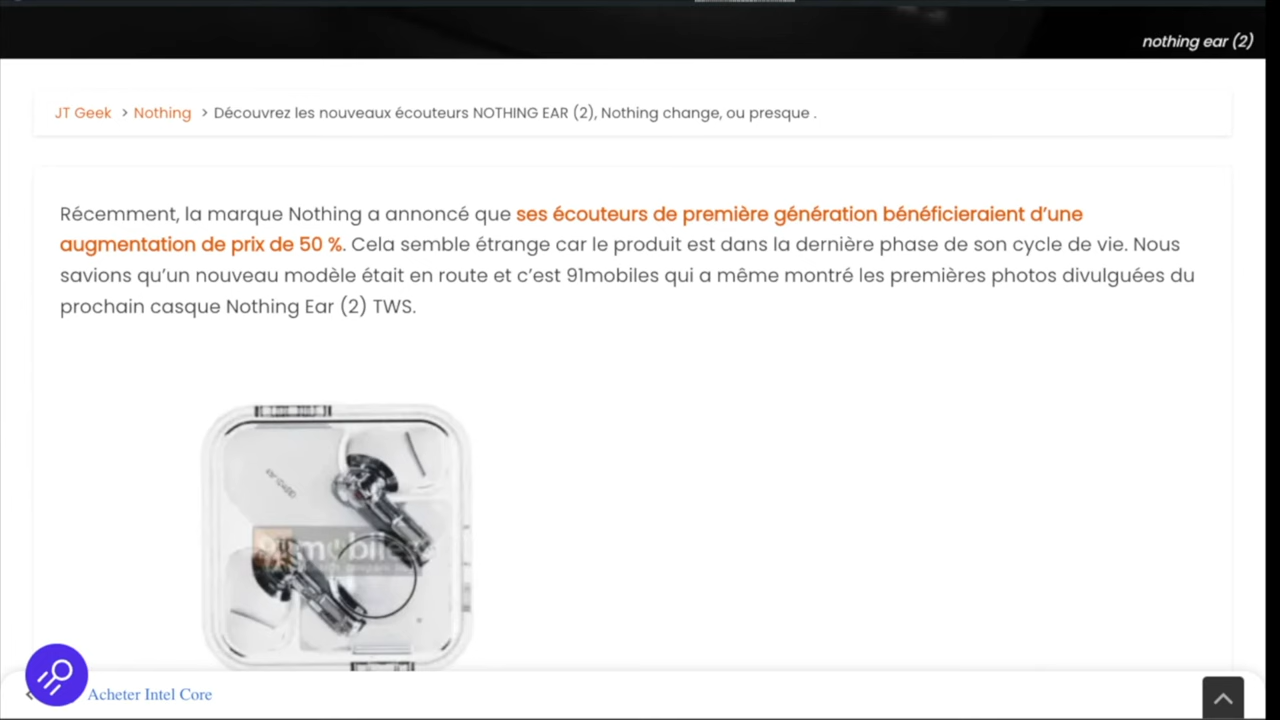 nothing ear (2)
JT Geek > Nothing > Découvrez les nouveaux écouteurs NOTHING EAR (2), Nothing change, ou presque .
Récemment, la marque Nothing a annoncé que ses écouteurs de première génération bénéficieraient d’une
augmentation de prix de 50 %. Cela semble étrange car le produit est dans la dernière phase de son cycle de vie. Nous
savions qu’un nouveau modèle était en route et c’est 91mobiles qui a même montré les premières photos divulguées du
prochain casque Nothing Ear (2) TWS.
Acheter Intel Core